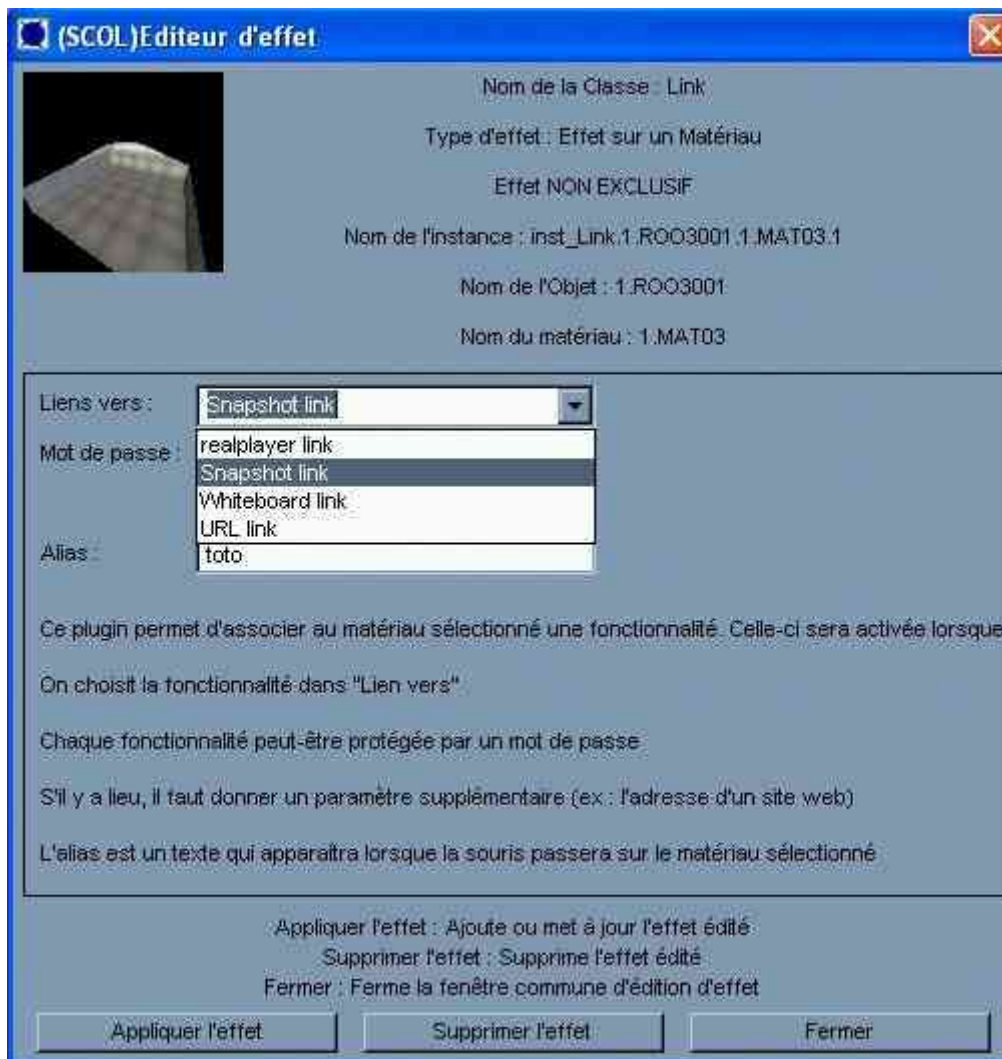 (SCOL)Editeur d'effet
Nom de la Classe : Link
Type d'effet : Effet sur un Matériau
Effet NON EXCLUSIF
Nom de l'instance : inst_Link.1.ROO3001.1.MAT03.1
Nom de l'Objet : 1.ROO3001
Nom du matériau : 1.MAT03
Liens vers : Snapshot link
realplayer link
Mot de passe :
Snapshot link
Whiteboard link
URL link
Alias : toto
Ce plugin permet d'associer au matériau sélectionné une fonctionnalité. Celle-ci sera activée lorsque
On choisit la fonctionnalité dans "Lien vers"
Chaque fonctionnalité peut-être protégée par un mot de passe
S'il y a lieu, il faut donner un paramètre supplémentaire (ex : l'adresse d'un site web)
L'alias est un texte qui apparaitra lorsque la souris passera sur le matériau sélectionné
Appliquer l'effet : Ajoute ou met à jour l'effet édité
Supprimer l'effet : Supprime l'effet édité
Fermer : Ferme la fenêtre commune d'édition d'effet
Appliquer l'effet Supprimer l'effet Fermer